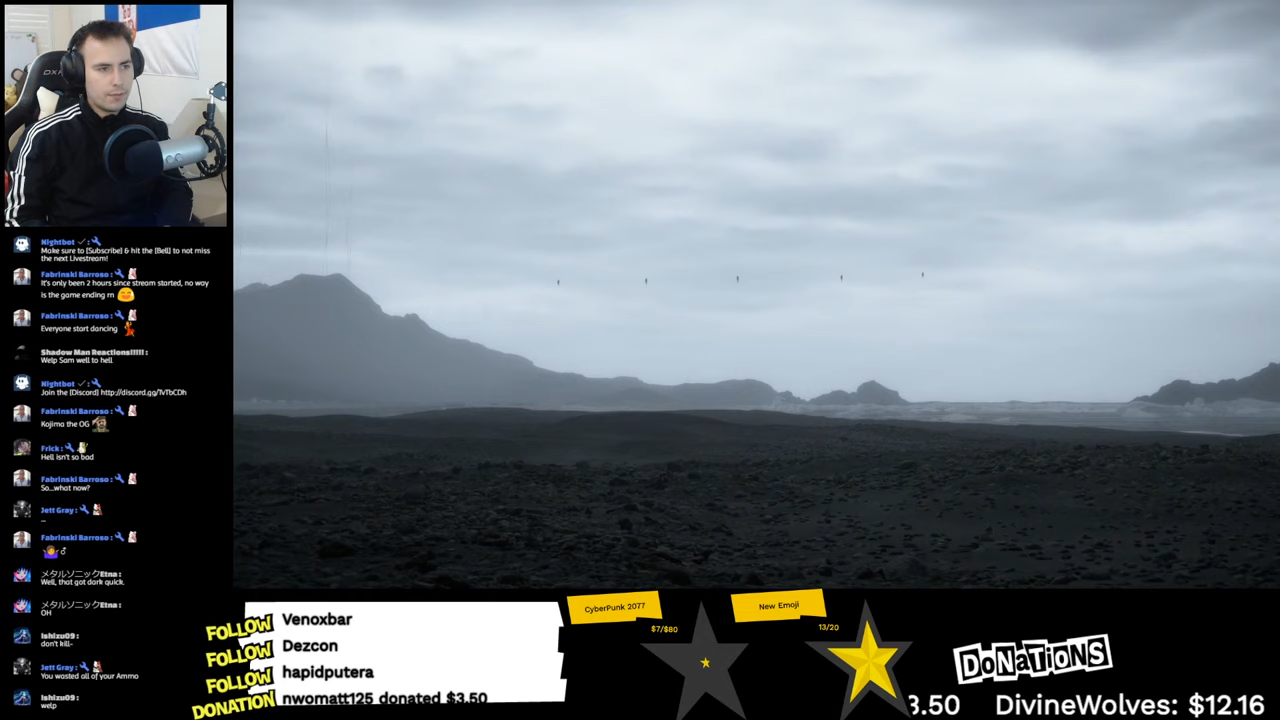 Nightbot ✓ :
Make sure to [Subscribe] & hit the [Bell] to not miss
the next Livestream!
Fabrinski Barroso :
It's only been 2 hours since stream started, no way
is the game ending rn
Fabrinski Barroso :
Everyone start dancing
Shadow Man Reactions!!!!! :
Welp Sam well to hell
Nightbot ✓ :
Join the [Discord] http://discord.gg/TvTbCDh
Fabrinski Barroso :
Kojima the OG
Frick :
Hell isn't so bad
Fabrinski Barroso :
So...what now?
Jett Gray :
Fabrinski Barroso :
メタルソニックEtna :
Well, that got dark quick.
メタルソニックEtna :
OH
Ishizu09 :
don't kill-
Jett Gray :
You wasted all of your Ammo
Ishizu09 :
welp
FOLLOW Venoxbar
FOLLOW Dezcon
FOLLOW hapidputera
DONATION nwomatt125 donated $3.50
CyberPunk 2077
$7/$80
New Emoji
13/20
DONATIONS
3.50 DivineWolves: $12.16